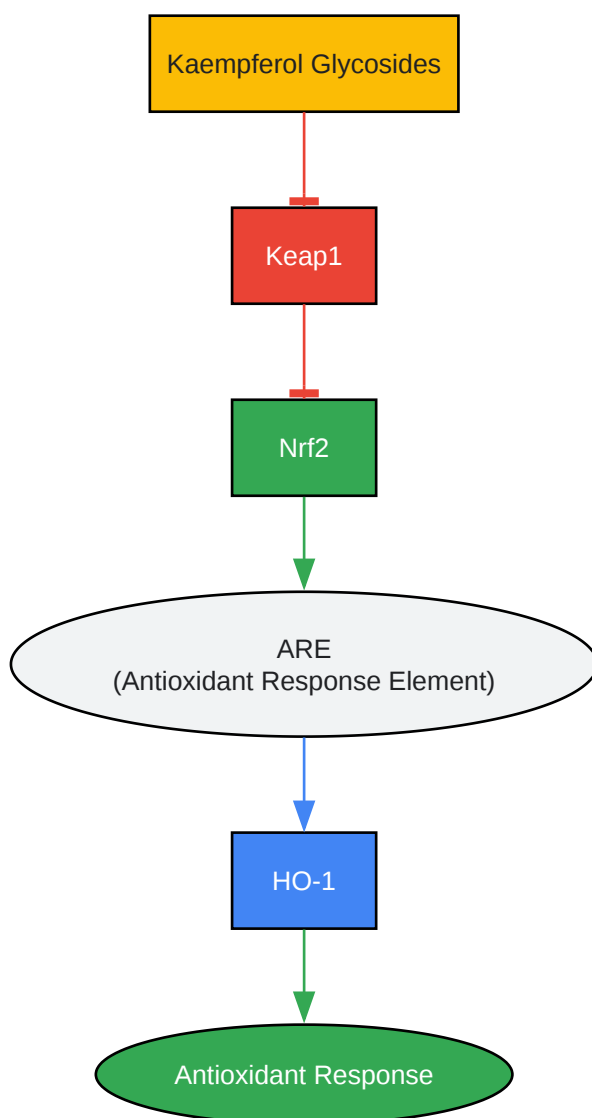 Kaempferol Glycosides
Keap1
Nrf2
ARE
(Antioxidant Response Element)
HO-1
Antioxidant Response